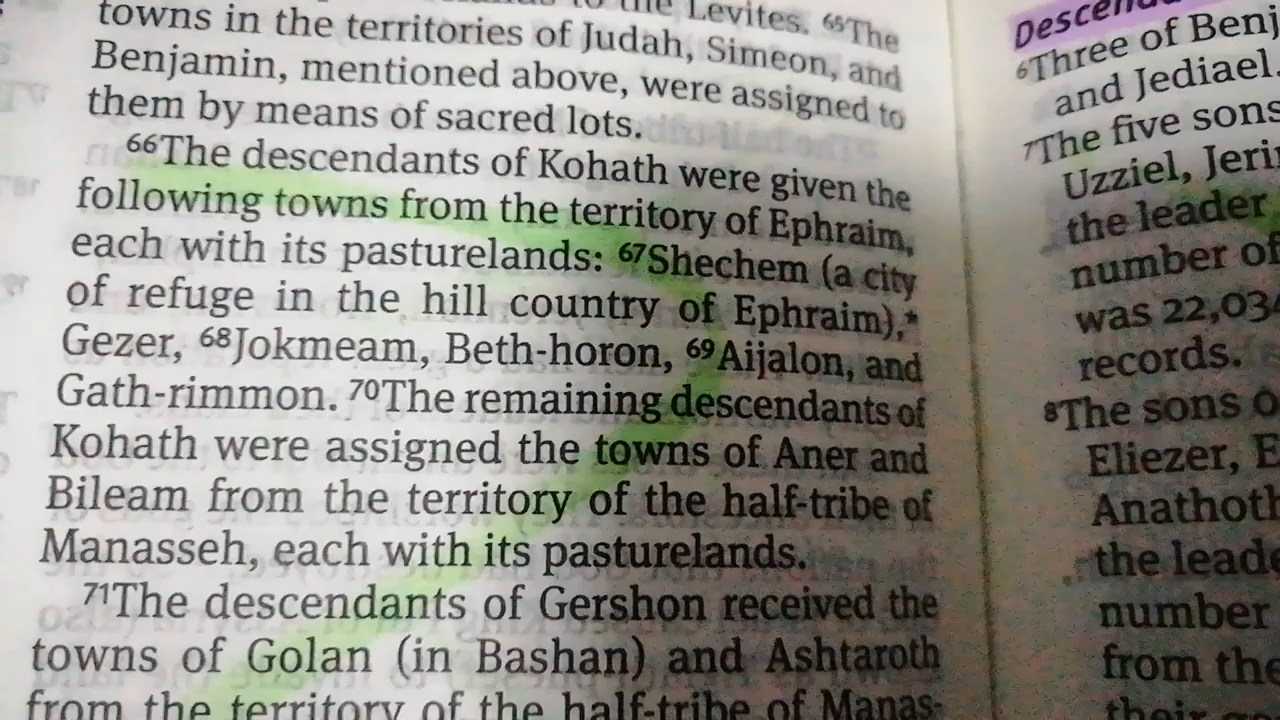 to the Levites. 65The
towns in the territories of Judah, Simeon, and
Benjamin, mentioned above, were assigned to
them by means of sacred lots.
66The descendants of Kohath were given the
following towns from the territory of Ephraim,
each with its pasturelands: 67Shechem (a city
of refuge in the hill country of Ephraim),*
Gezer, 68Jokmeam, Beth-horon, 69Aijalon, and
Gath-rimmon. 70The remaining descendants of
Kohath were assigned the towns of Aner and
Bileam from the territory of the half-tribe of
Manasseh, each with its pasturelands.
71The descendants of Gershon received the
towns of Golan (in Bashan) and Ashtaroth
from the territory of the half-tribe of Manas-
6Three of Benj
and Jediael.
7The five sons
Uzziel, Jeri
the leader
number of
was 22,034
records.
8The sons o
Eliezer, E
Anathoth
the leade
number
from the
their